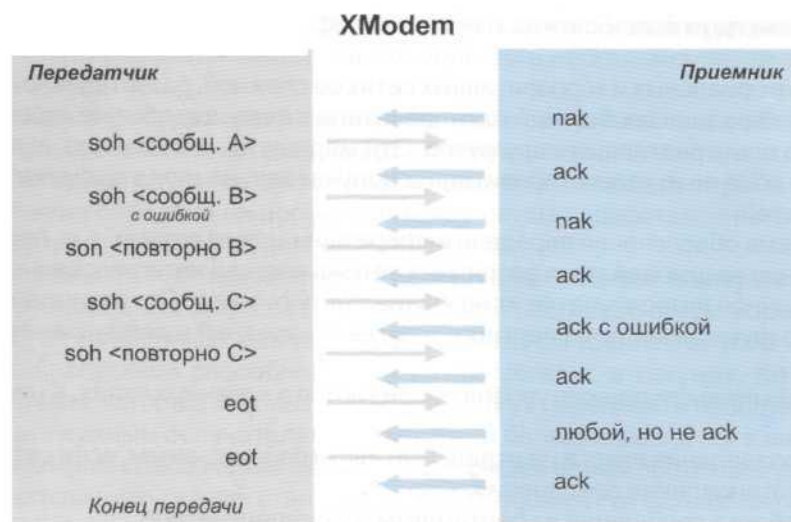 XModem
Передатчик
Приемник
nak
soh <сообщ. A>
ack
soh <сообщ. B>
с ошибкой
nak
son <повторно B>
ack
soh <сообщ. C>
ack с ошибкой
soh <повторно C>
ack
eot
любой, но не ack
eot
ack
Конец передачи